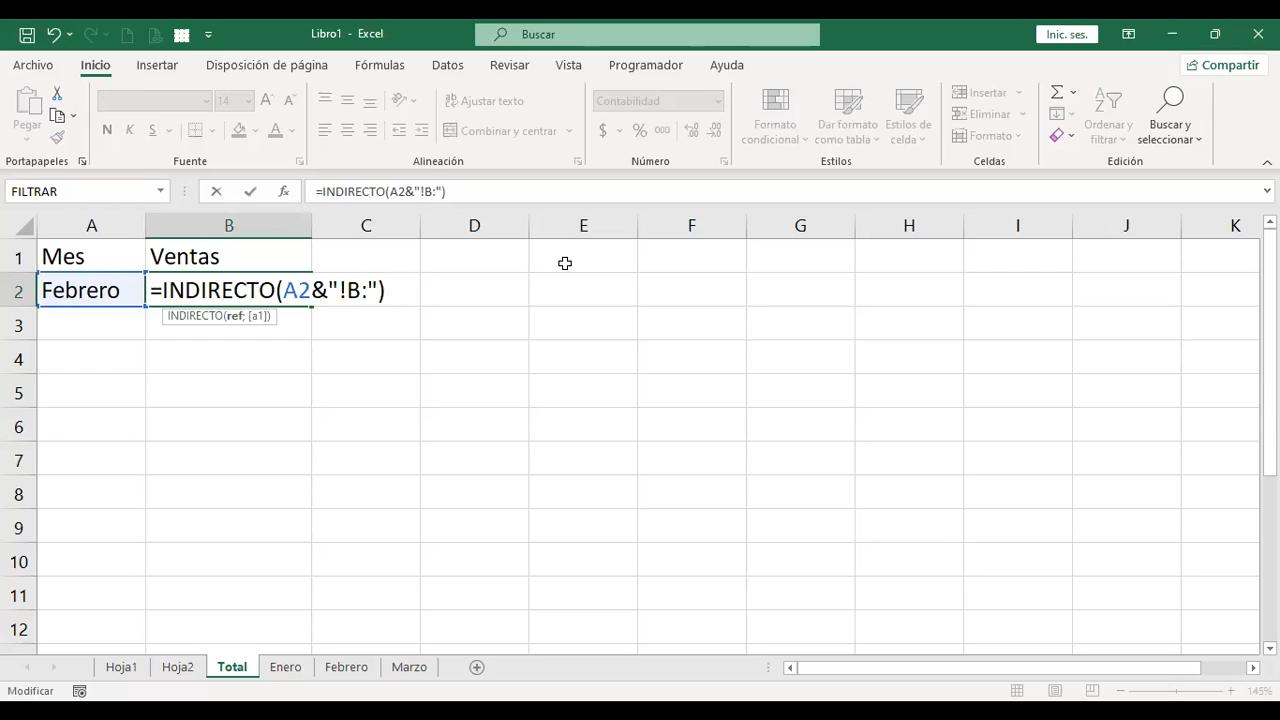 Libro1 - Excel
Buscar
Inic. ses.
Archivo
Inicio
Insertar
Disposición de página
Fórmulas
Datos
Revisar
Vista
Programador
Ayuda
Compartir
Pegar
Portapapeles
14
N K S
Fuente
Ajustar texto
Combinar y centrar
Alineación
Contabilidad
$ % 000
Número
Formato condicional
Dar formato como tabla
Estilos de celda
Estilos
Insertar
Eliminar
Formato
Celdas
Ordenar y filtrar
Buscar y seleccionar
Edición
FILTRAR
=INDIRECTO(A2&"!B:")
A B C D E F G H I J K
1 Mes Ventas
2 Febrero =INDIRECTO(A2&"!B:")
INDIRECTO(ref; [a1])
3
4
5
6
7
8
9
10
11
12
Hoja1 Hoja2 Total Enero Febrero Marzo
Modificar
145%